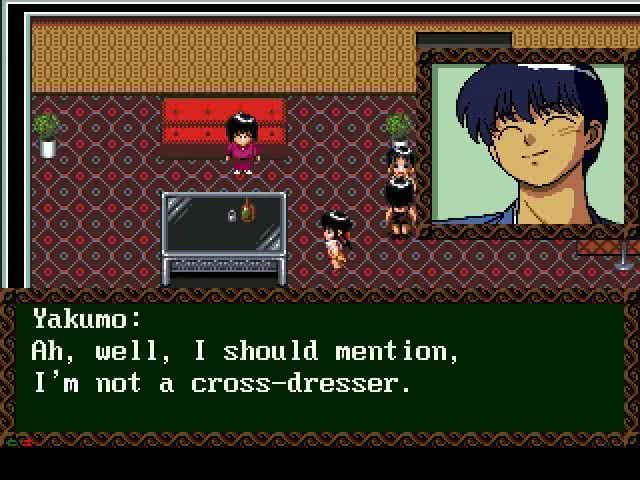 Yakumo:
Ah, well, I should mention,
I'm not a cross-dresser.